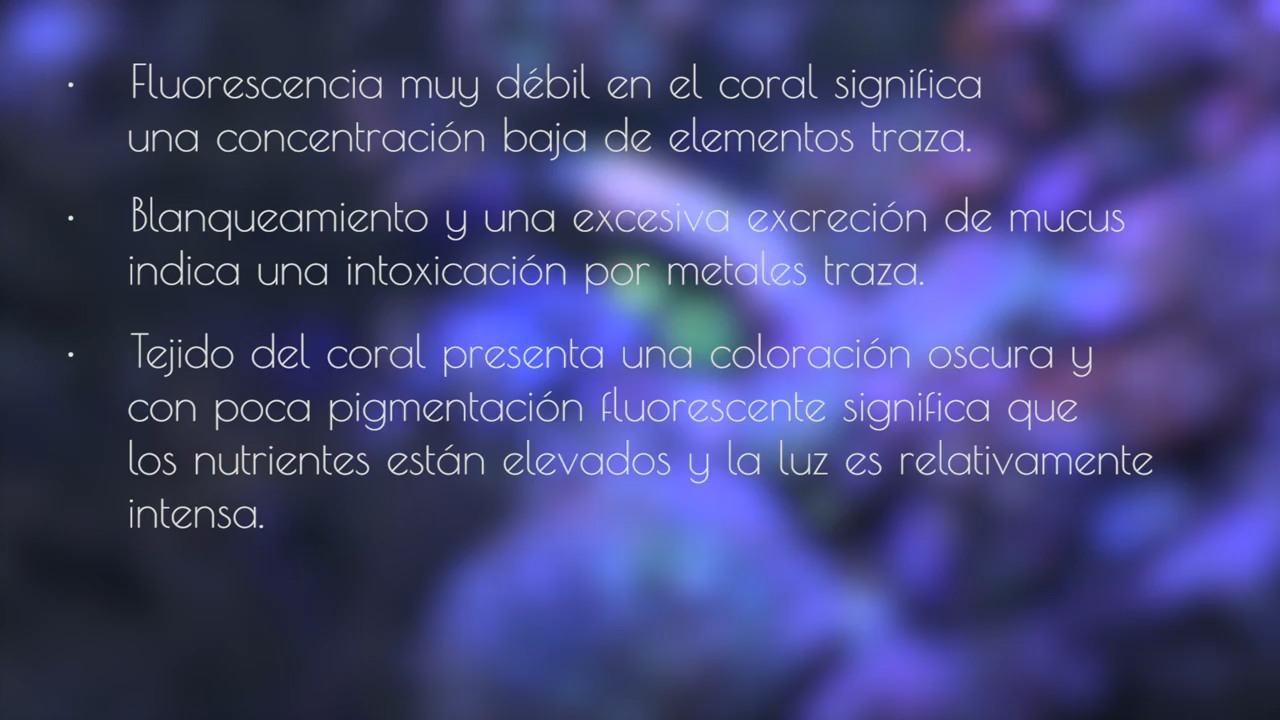 • Fluorescencia muy débil en el coral significa
una concentración baja de elementos traza.
• Blanqueamiento y una excesiva excreción de mucus
indica una intoxicación por metales traza.
• Tejido del coral presenta una coloración oscura y
con poca pigmentación fluorescente significa que
los nutrientes están elevados y la luz es relativamente
intensa.